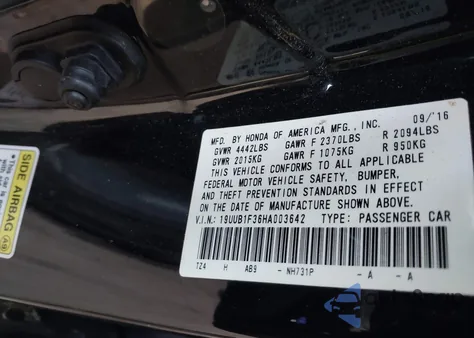 MFD. BY HONDA OF AMERICA MFG., INC. 09/'16
GVWR 4442LBS GAWR F 2370LBS R 2094LBS
GVWR 2015KG GAWR F 1075KG R 950KG
THIS VEHICLE CONFORMS TO ALL APPLICABLE
FEDERAL MOTOR VEHICLE SAFETY, BUMPER,
AND THEFT PREVENTION STANDARDS IN EFFECT
ON THE DATE OF MANUFACTURE SHOWN ABOVE.
V.I.N.: 19UUB1F36HA003642 TYPE: PASSENGER CAR
TZ4 H AB9 - NH731P - A - A
SIDE AIRBAG